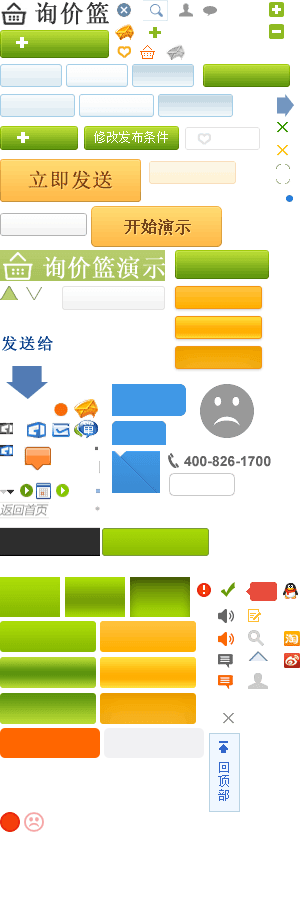 询价篮
修改发布条件
立即发送
开始演示
询价篮演示
发送给
400-826-1700
返回首页
淘
回顶部